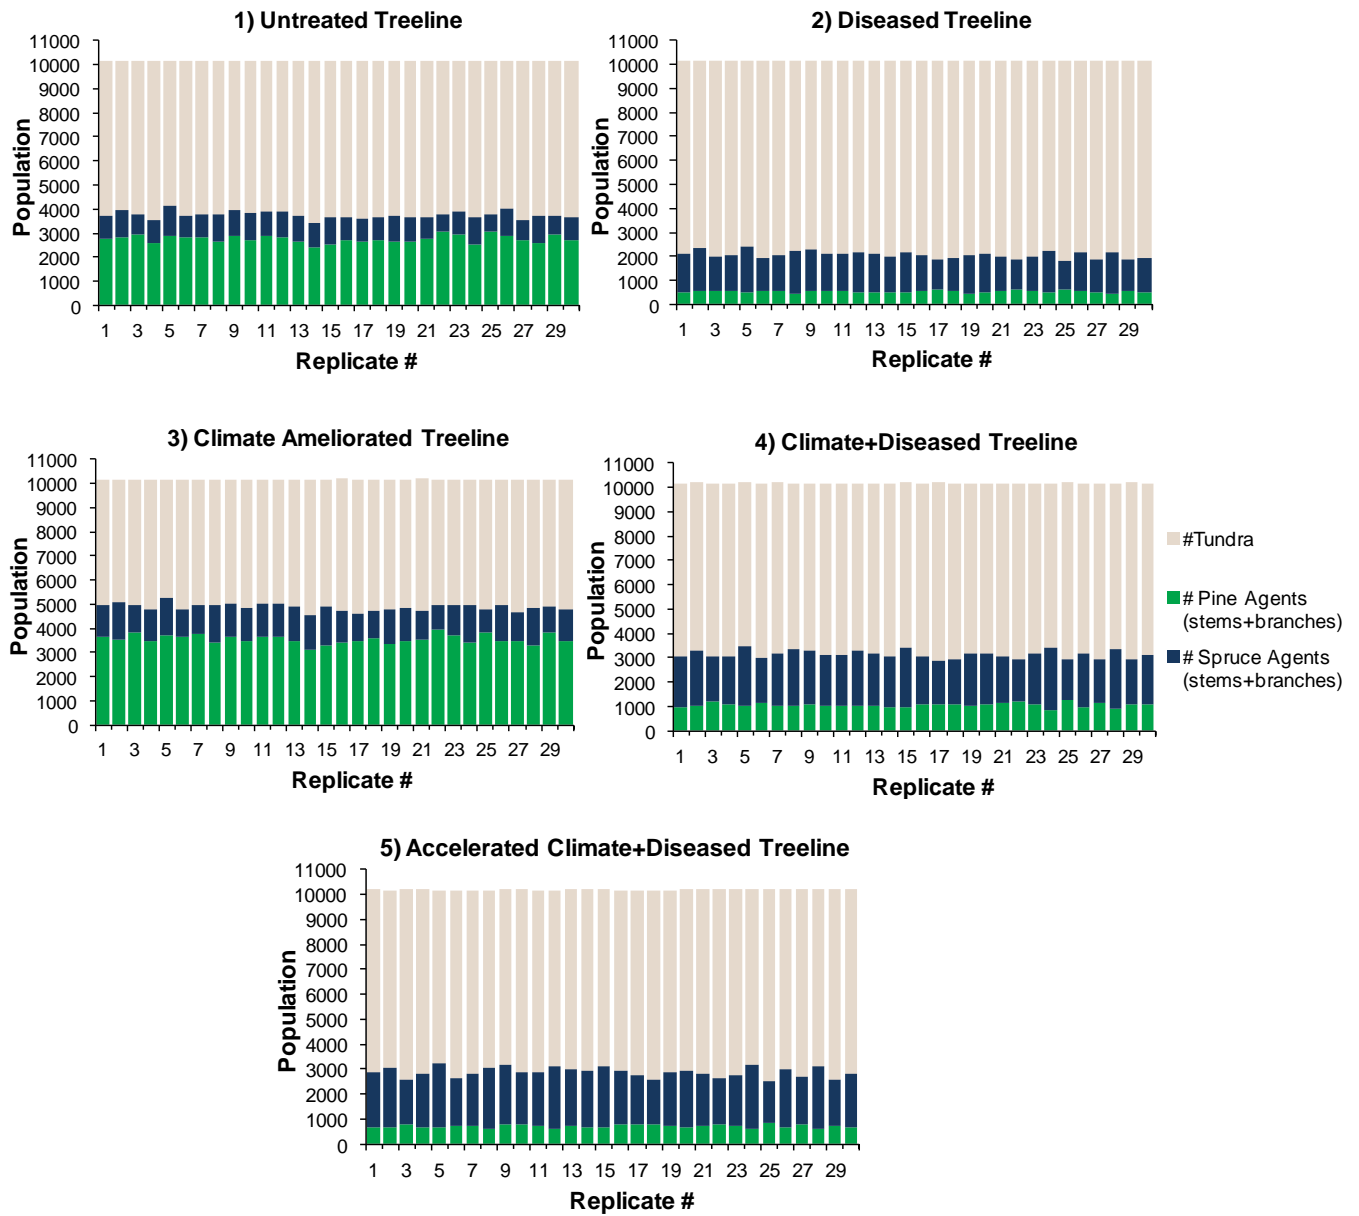 1) Untreated Treeline
11000
10000
9000
8000
7000
6000
5000
4000
3000
2000
1000
0
Population
1 3 5 7 9 11 13 15 17 19 21 23 25 27 29
Replicate #
2) Diseased Treeline
11000
10000
9000
8000
7000
6000
5000
4000
3000
2000
1000
0
Population
1 3 5 7 9 11 13 15 17 19 21 23 25 27 29
Replicate #
3) Climate Ameliorated Treeline
11000
10000
9000
8000
7000
6000
5000
4000
3000
2000
1000
0
Population
1 3 5 7 9 11 13 15 17 19 21 23 25 27 29
Replicate #
4) Climate+Diseased Treeline
11000
10000
9000
8000
7000
6000
5000
4000
3000
2000
1000
0
Population
1 3 5 7 9 11 13 15 17 19 21 23 25 27 29
Replicate #
#Tundra
# Pine Agents
(stems+branches)
# Spruce Agents
(stems+branches)
5) Accelerated Climate+Diseased Treeline
11000
10000
9000
8000
7000
6000
5000
4000
3000
2000
1000
0
Population
1 3 5 7 9 11 13 15 17 19 21 23 25 27 29
Replicate #